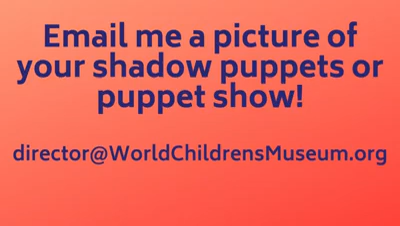 Email me a picture of
your shadow puppets or
puppet show!
director@WorldChildrensMuseum.org